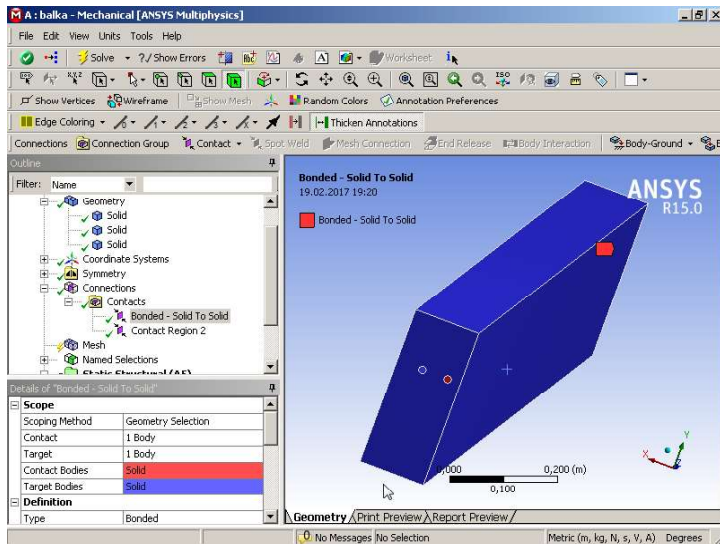 A : balka - Mechanical [ANSYS Multiphysics]
File Edit View Units Tools Help
Solve ?/ Show Errors Worksheet
Show Vertices Wireframe Show Mesh Random Colors Annotation Preferences
Edge Coloring Thicken Annotations
Connections Connection Group Contact Spot Weld Mesh Connection End Release Body Interaction Body-Ground
Outline
Filter: Name
Geometry
Solid
Solid
Solid
Coordinate Systems
Symmetry
Connections
Contacts
Bonded - Solid To Solid
Contact Region 2
Mesh
Named Selections
Static Structural (A5)
Details of "Bonded - Solid To Solid"
Scope
Scoping Method Geometry Selection
Contact 1 Body
Target 1 Body
Contact Bodies Solid
Target Bodies Solid
Definition
Type Bonded
Bonded - Solid To Solid
19.02.2017 19:20
Bonded - Solid To Solid
ANSYS
R15.0
0,000 0,200 (m)
0,100
X Y Z
Geometry Print Preview Report Preview
0 No Messages No Selection Metric (m, kg, N, s, V, A) Degrees